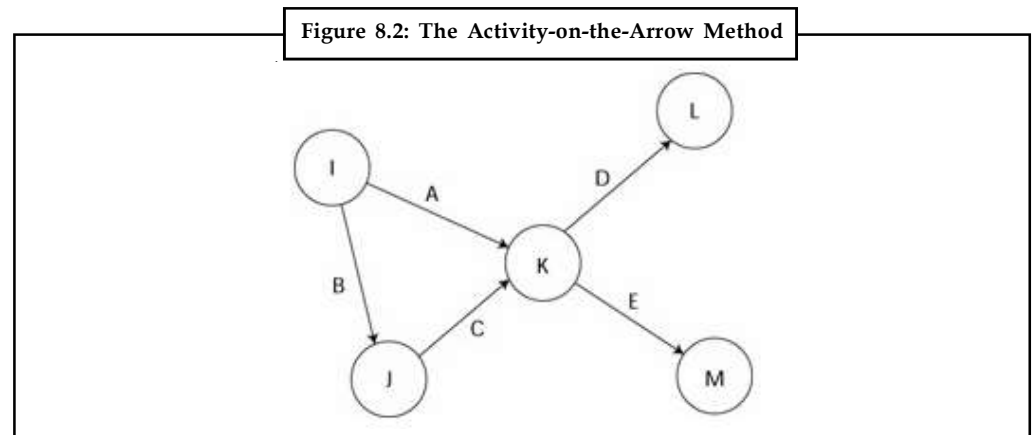 Figure 8.2: The Activity-on-the-Arrow Method
L
I
D
A
K
B
E
C
J
M